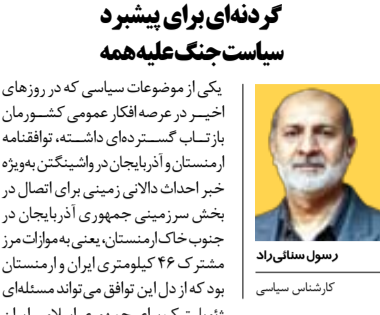 گردنه‌ای برای پیشبرد
سیاست جنگ علیه همه
یکی از موضوعات سیاسی که در روزهای
اخیر در عرصه افکار عمومی کشورمان
بازتاب گسترده‌ای داشته، توافقنامه
ارمنستان و آذربایجان در واشینگتن به‌ویژه
خبر احداث دالانی زمینی برای اتصال در
بخش سرزمینی جمهوری آذربایجان در
جنوب خاک ارمنستان، یعنی به موازات مرز
مشترک ۴۶ کیلومتری ایران و ارمنستان
بود که از دل این توافق می‌تواند مسئله‌ای
رسول سنائی‌راد
کارشناس سیاسی